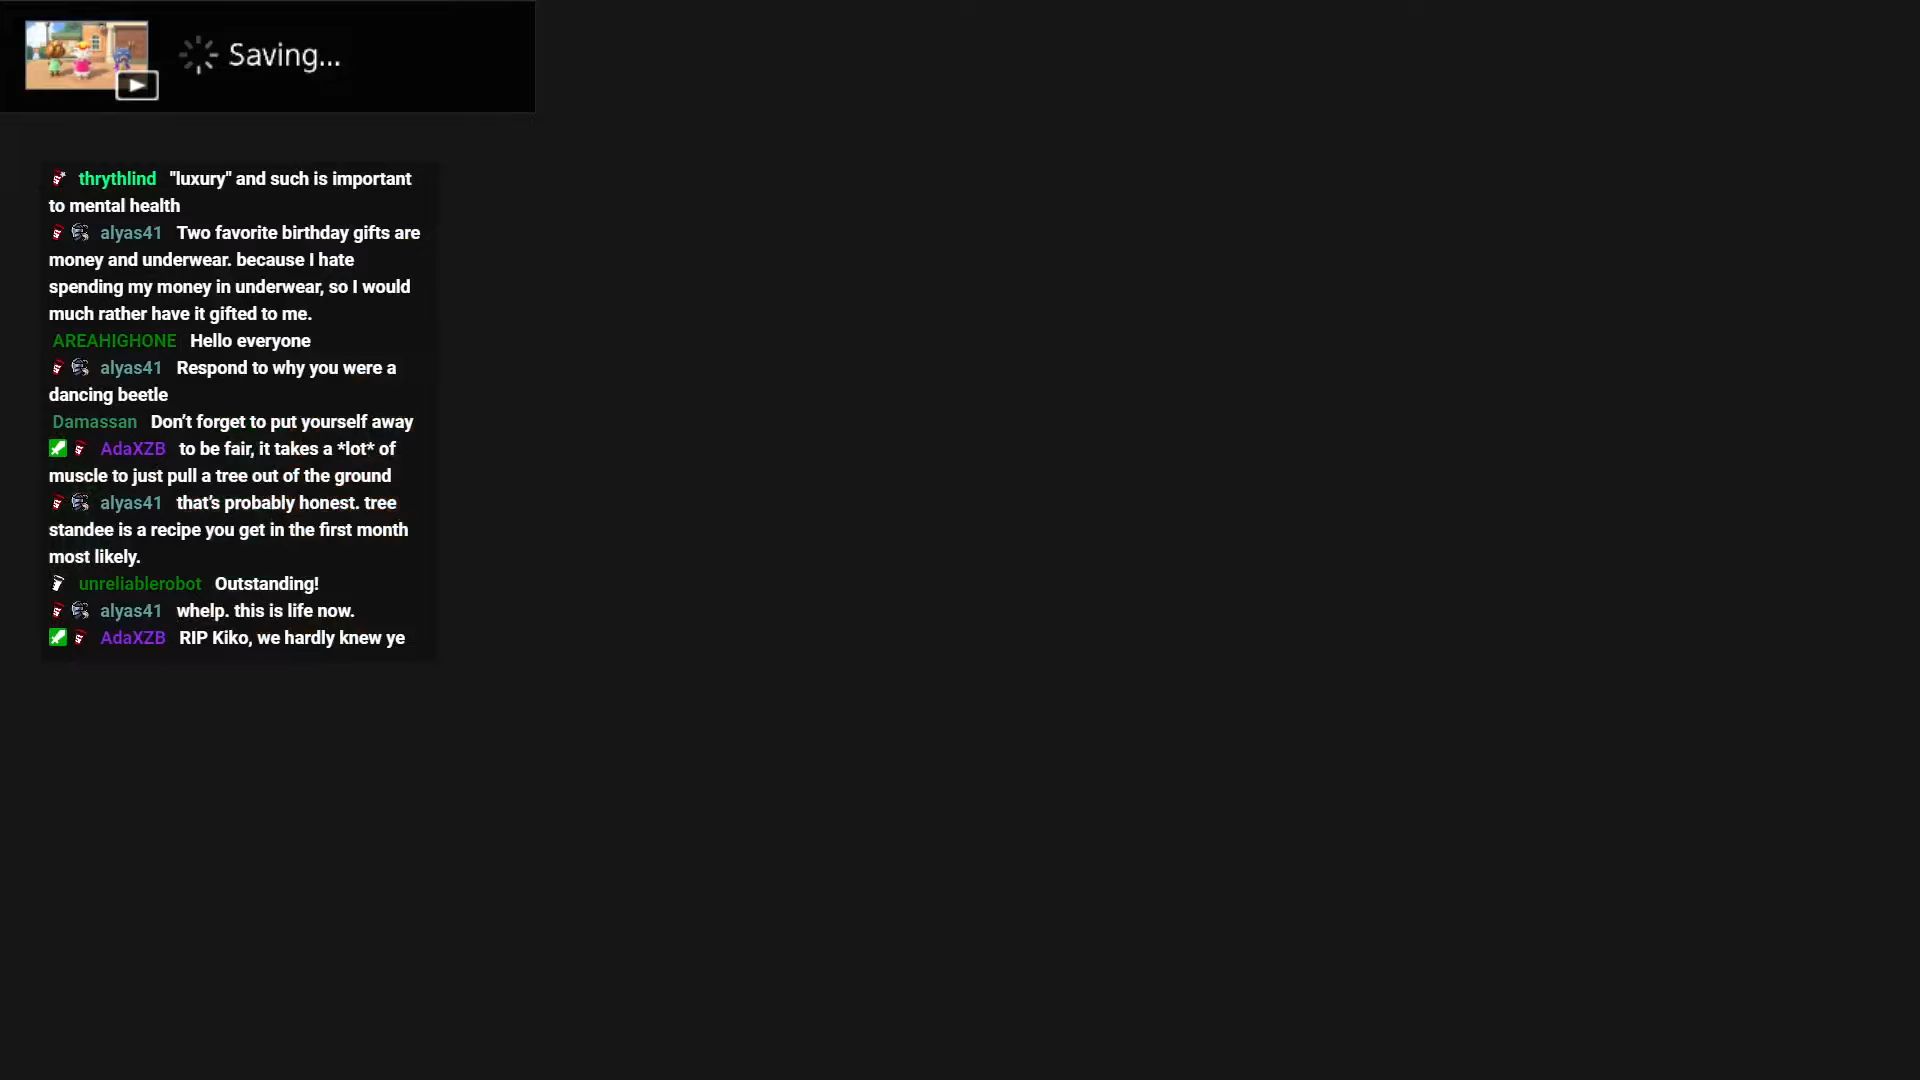 Saving...
thrythlind "luxury" and such is important
to mental health
alyas41 Two favorite birthday gifts are
money and underwear. because I hate
spending my money in underwear, so I would
much rather have it gifted to me.
AREAHIGHONE Hello everyone
alyas41 Respond to why you were a
dancing beetle
Damassan Don’t forget to put yourself away
AdaXZB to be fair, it takes a *lot* of
muscle to just pull a tree out of the ground
alyas41 that’s probably honest. tree
standee is a recipe you get in the first month
most likely.
unreliablerobot Outstanding!
alyas41 whelp. this is life now.
AdaXZB RIP Kiko, we hardly knew ye